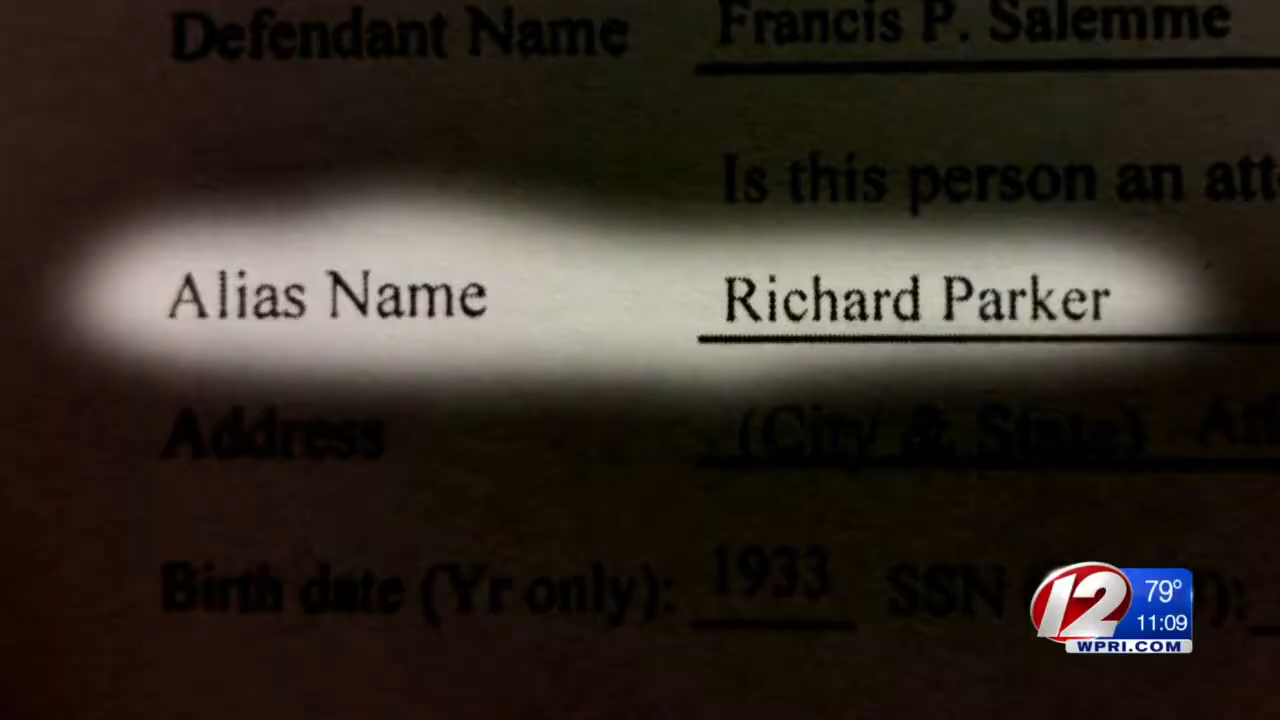 Defendant Name Francis P. Salemme
Is this person an att
Alias Name Richard Parker
Address (City & State) Atl
Birth date (Yr only): 1933 SSN
12 79°
11:09
WPRI.COM